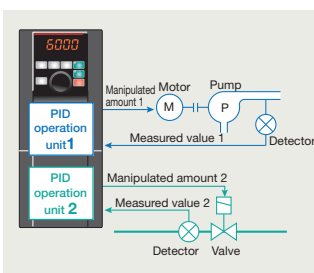 6000
Manipulated
amount 1
Motor
Pump
M
P
PID
operation
unit1
Measured value 1
Detector
PID
operation
unit 2
Manipulated amount 2
Measured value 2
Detector
Valve